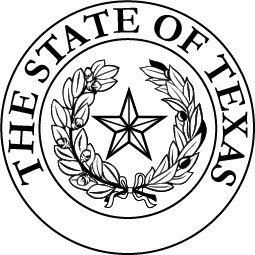 THE STATE OF TEXAS